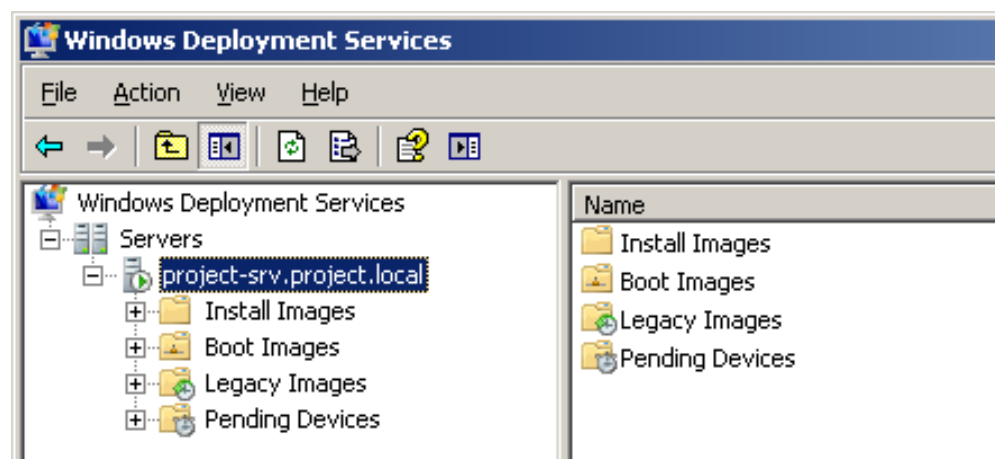 Windows Deployment Services
File Action View Help
Windows Deployment Services
Servers
project-srv.project.local
Install Images
Boot Images
Legacy Images
Pending Devices
Name
Install Images
Boot Images
Legacy Images
Pending Devices